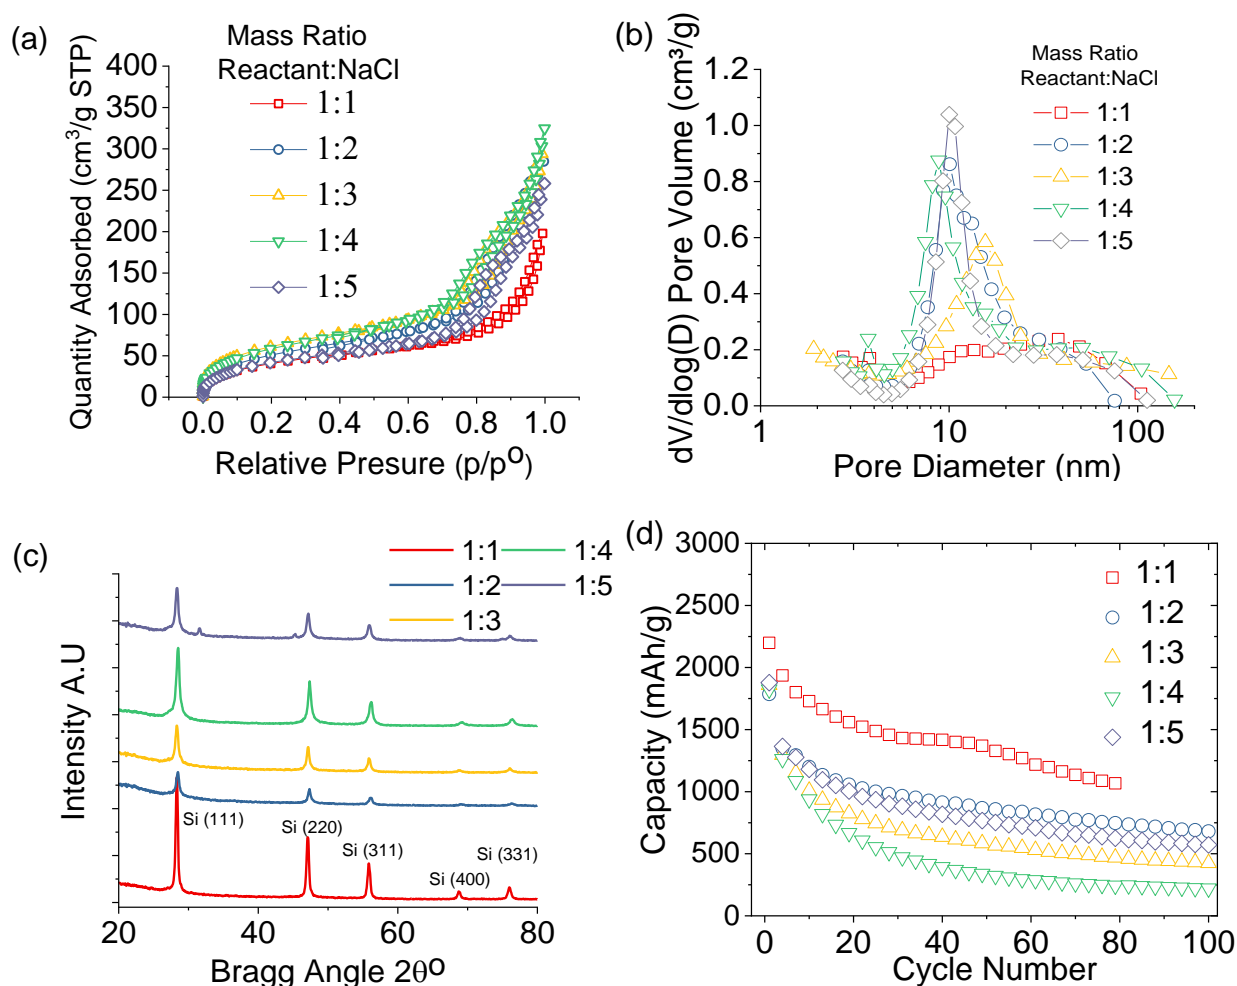 (a)
Mass Ratio
Reactant:NaCl
1:1
1:2
1:3
1:4
1:5
Quantity Adsorbed (cm³/g STP)
400
350
300
250
200
150
100
50
0
0.0 0.2 0.4 0.6 0.8 1.0
Relative Presure (p/pº)
(b)
Mass Ratio
Reactant:NaCl
1:1
1:2
1:3
1:4
1:5
dV/dlog(D) Pore Volume (cm³/g)
1.2
1.0
0.8
0.6
0.4
0.2
0.0
1 10 100
Pore Diameter (nm)
(c)
1:1 1:4
1:2 1:5
1:3
Intensity A.U
Si (111)
Si (220)
Si (311)
Si (400)
Si (331)
20 40 60 80
Bragg Angle 2θº
(d)
1:1
1:2
1:3
1:4
1:5
Capacity (mAh/g)
3000
2500
2000
1500
1000
500
0
0 20 40 60 80 100
Cycle Number